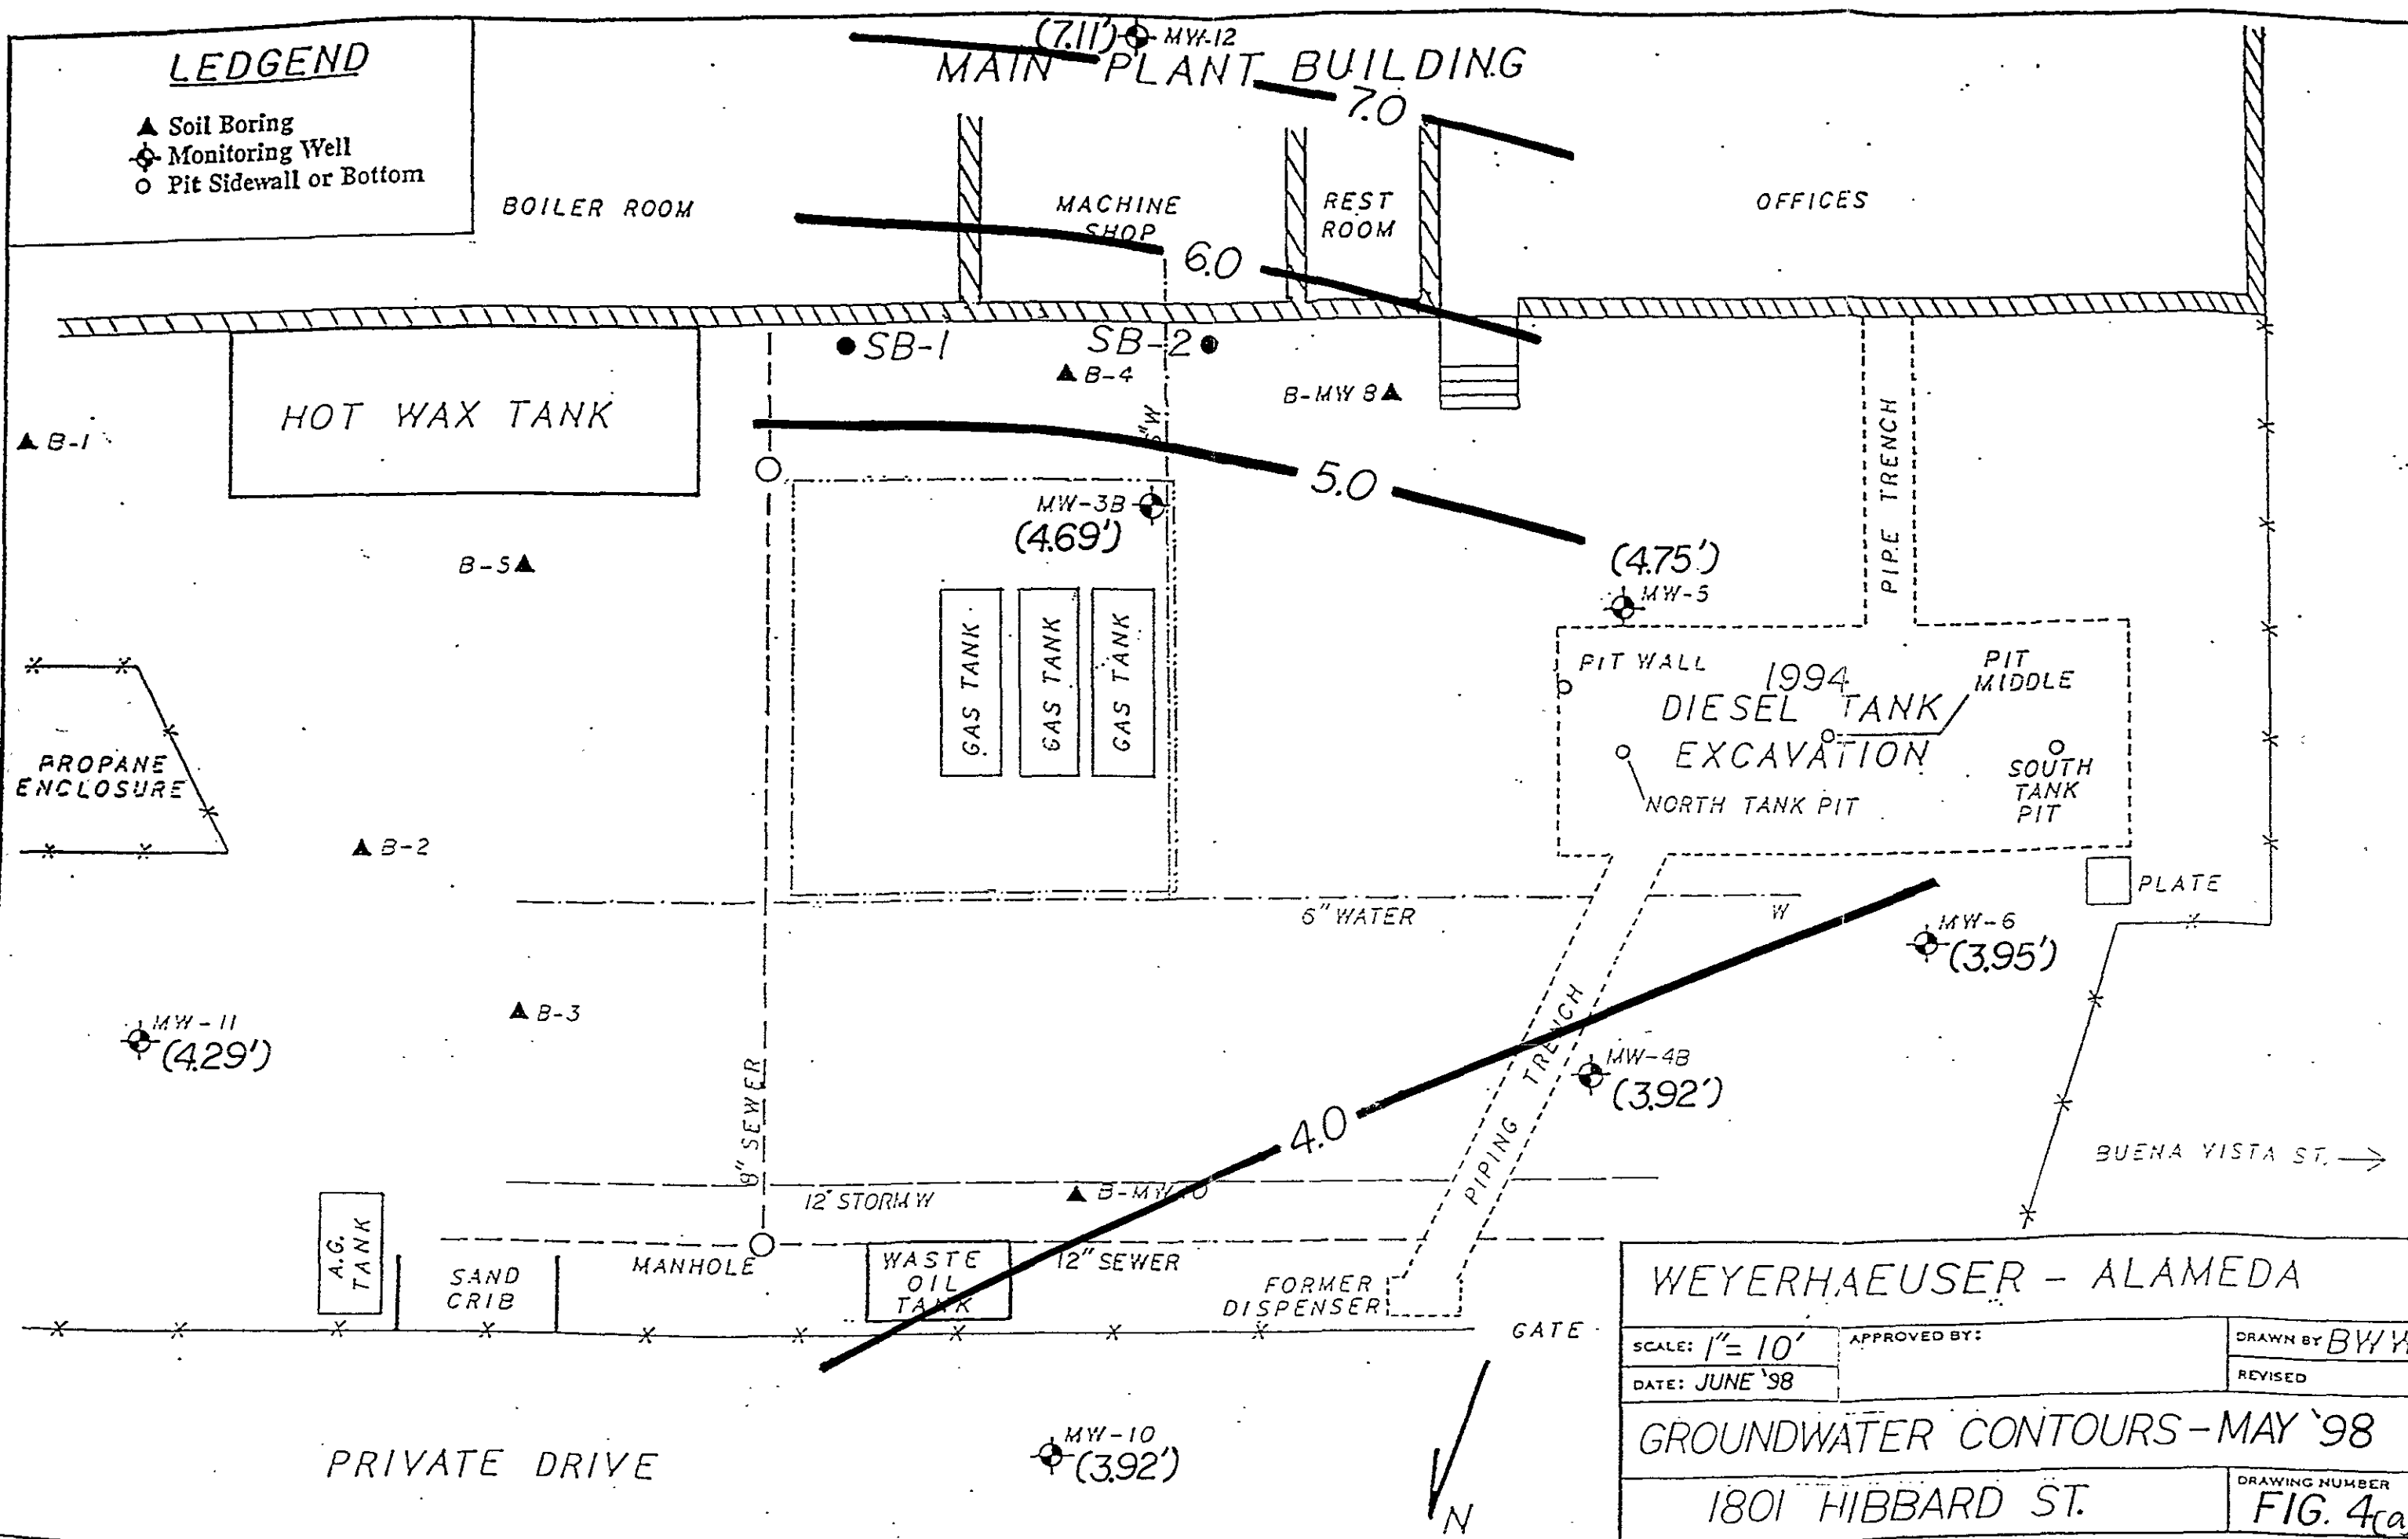 LEDGEND
▲ Soil Boring
Monitoring Well
○ Pit Sidewall or Bottom
(7.11') MW-12
MAIN PLANT BUILDING
7.0
BOILER ROOM
MACHINE
SHOP
REST
ROOM
OFFICES
6.0
SB-1
SB-2
B-4
B-MW 8
HOT WAX TANK
B-1
5.0
PIPE TRENCH
MW-3B
(4.69')
B-5
(4.75')
MW-5
GAS TANK
GAS TANK
GAS TANK
PIT WALL
1994
DIESEL TANK
EXCAVATION
PIT
MIDDLE
NORTH TANK PIT
SOUTH
TANK
PIT
PROPANE
ENCLOSURE
B-2
PLATE
6" WATER
W
MW-6
(3.95')
B-3
MW-11
(4.29')
MW-4B
(3.92')
PIPING TRENCH
4.0
8" SEWER
BUENA VISTA ST.
12" STORM W
A.G.
TANK
SAND
CRIB
MANHOLE
WASTE
OIL
TANK
12" SEWER
FORMER
DISPENSER
GATE
PRIVATE DRIVE
MW-10
(3.92')
N
WEYERHAEUSER - ALAMEDA
SCALE: 1"= 10'
APPROVED BY:
DRAWN BY
DATE: JUNE '98
REVISED
GROUNDWATER CONTOURS - MAY '98
1801 HIBBARD ST.
DRAWING NUMBER
FIG. 4(a